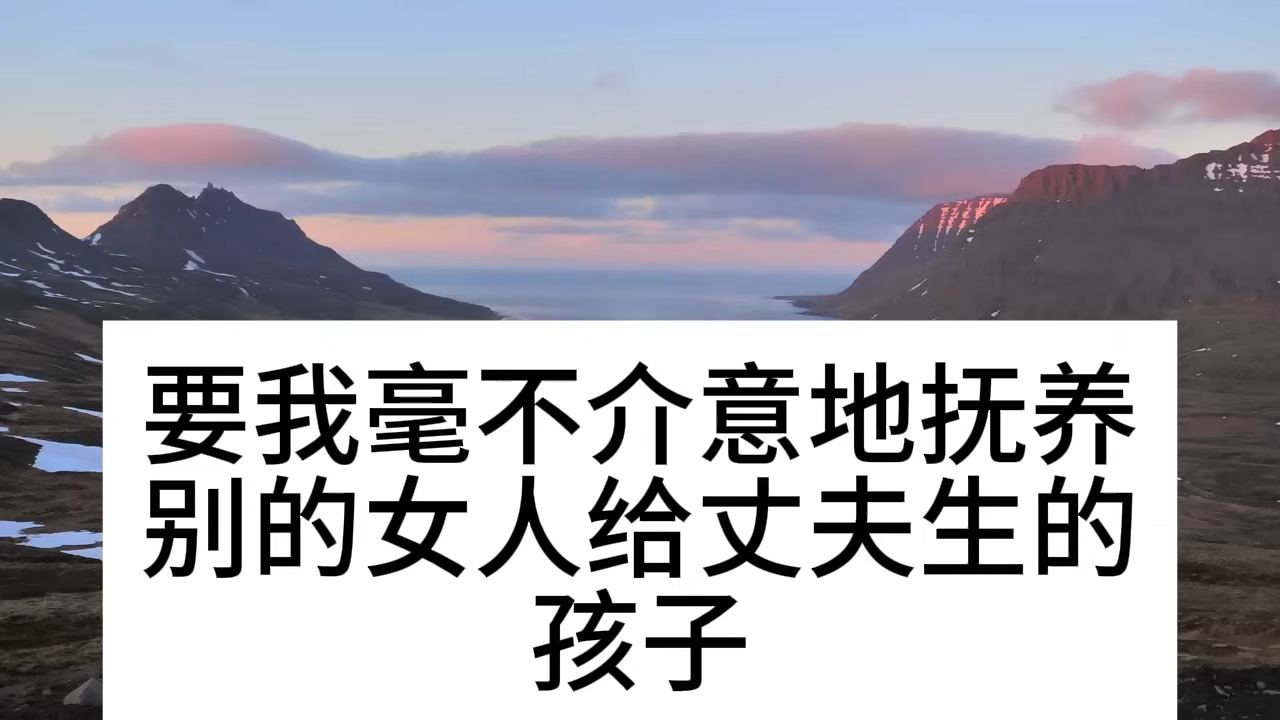 要我毫不介意地抚养
别的女人给丈夫生的
孩子